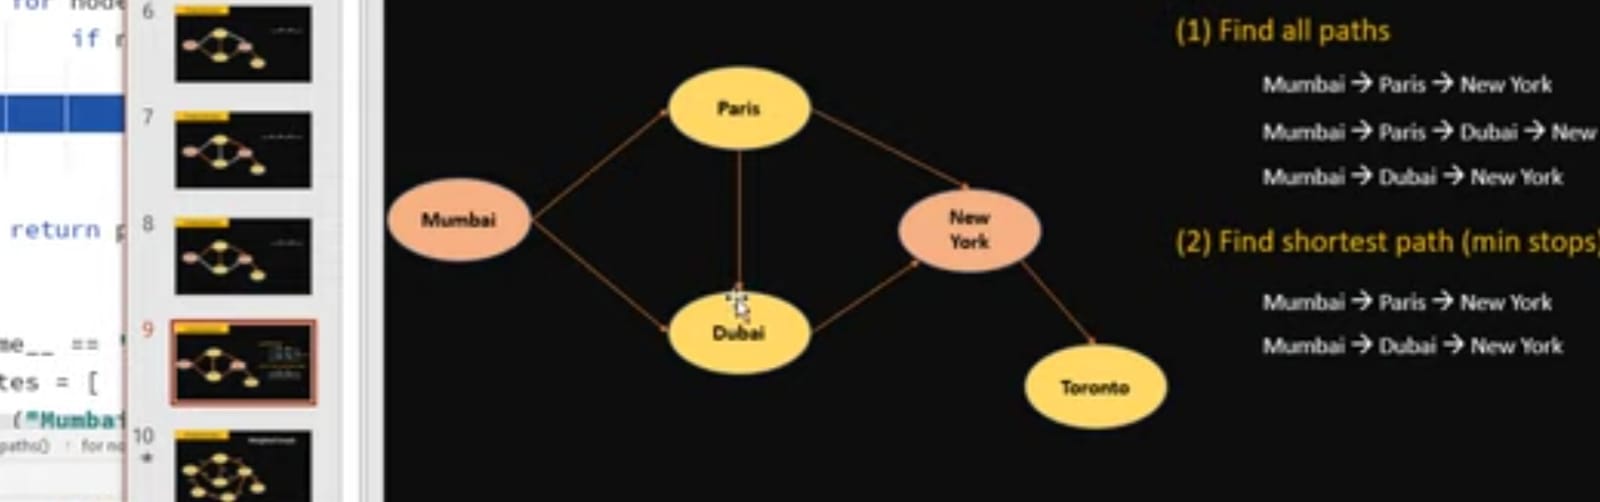 for node
if
return
6
7
8
9
10
me__ ==
tes = [
("Mumbai
paths()
for no
Paris
Mumbai
New
York
Dubai
Toronto
(1) Find all paths
Mumbai → Paris → New York
Mumbai → Paris → Dubai → New
Mumbai → Dubai → New York
(2) Find shortest path (min stops)
Mumbai → Paris → New York
Mumbai → Dubai → New York